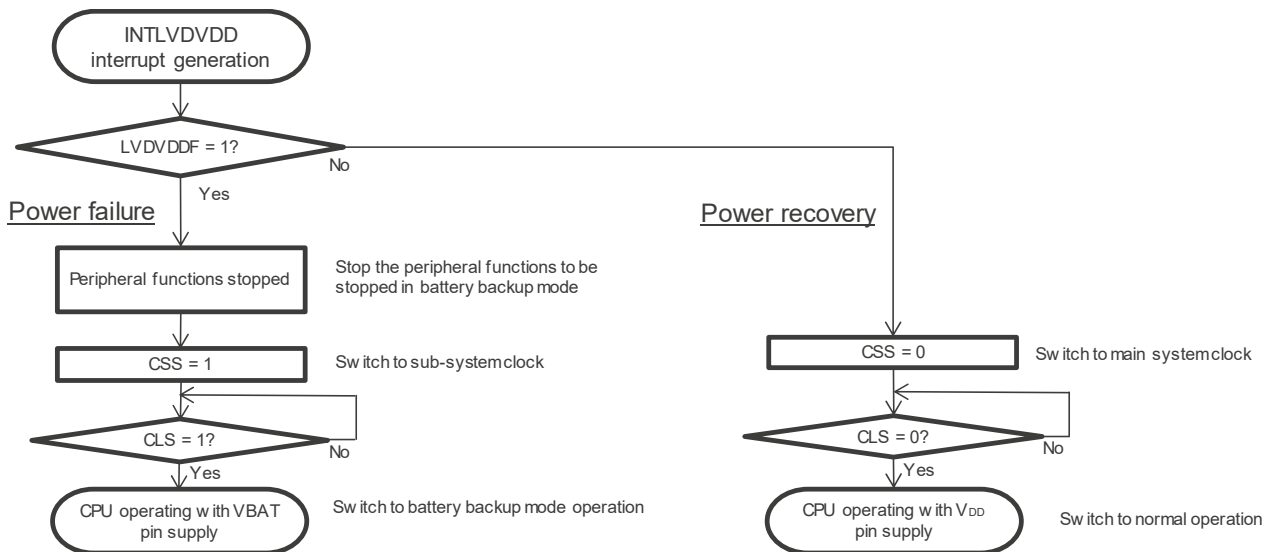 INTLVDVDD
interrupt generation
LVDVDDF = 1?
No
Yes
Power failure
Power recovery
Peripheral functions stopped
Stop the peripheral functions to be
stopped in battery backup mode
CSS = 1
Switch to sub-system clock
CSS = 0
Switch to main system clock
CLS = 1?
No
Yes
CLS = 0?
No
Yes
CPU operating with VBAT
pin supply
Switch to battery backup mode operation
CPU operating with VDD
pin supply
Switch to normal operation